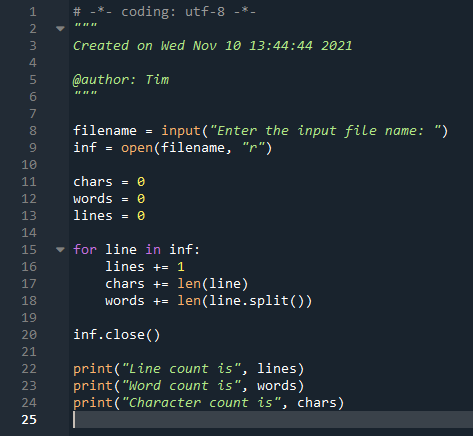 1 # -*- coding: utf-8 -*-
2 """
3 Created on Wed Nov 10 13:44:44 2021
4
5 @author: Tim
6 """
7
8 filename = input("Enter the input file name: ")
9 inf = open(filename, "r")
10
11 chars = 0
12 words = 0
13 lines = 0
14
15 for line in inf:
16     lines += 1
17     chars += len(line)
18     words += len(line.split())
19
20 inf.close()
21
22 print("Line count is", lines)
23 print("Word count is", words)
24 print("Character count is", chars)
25